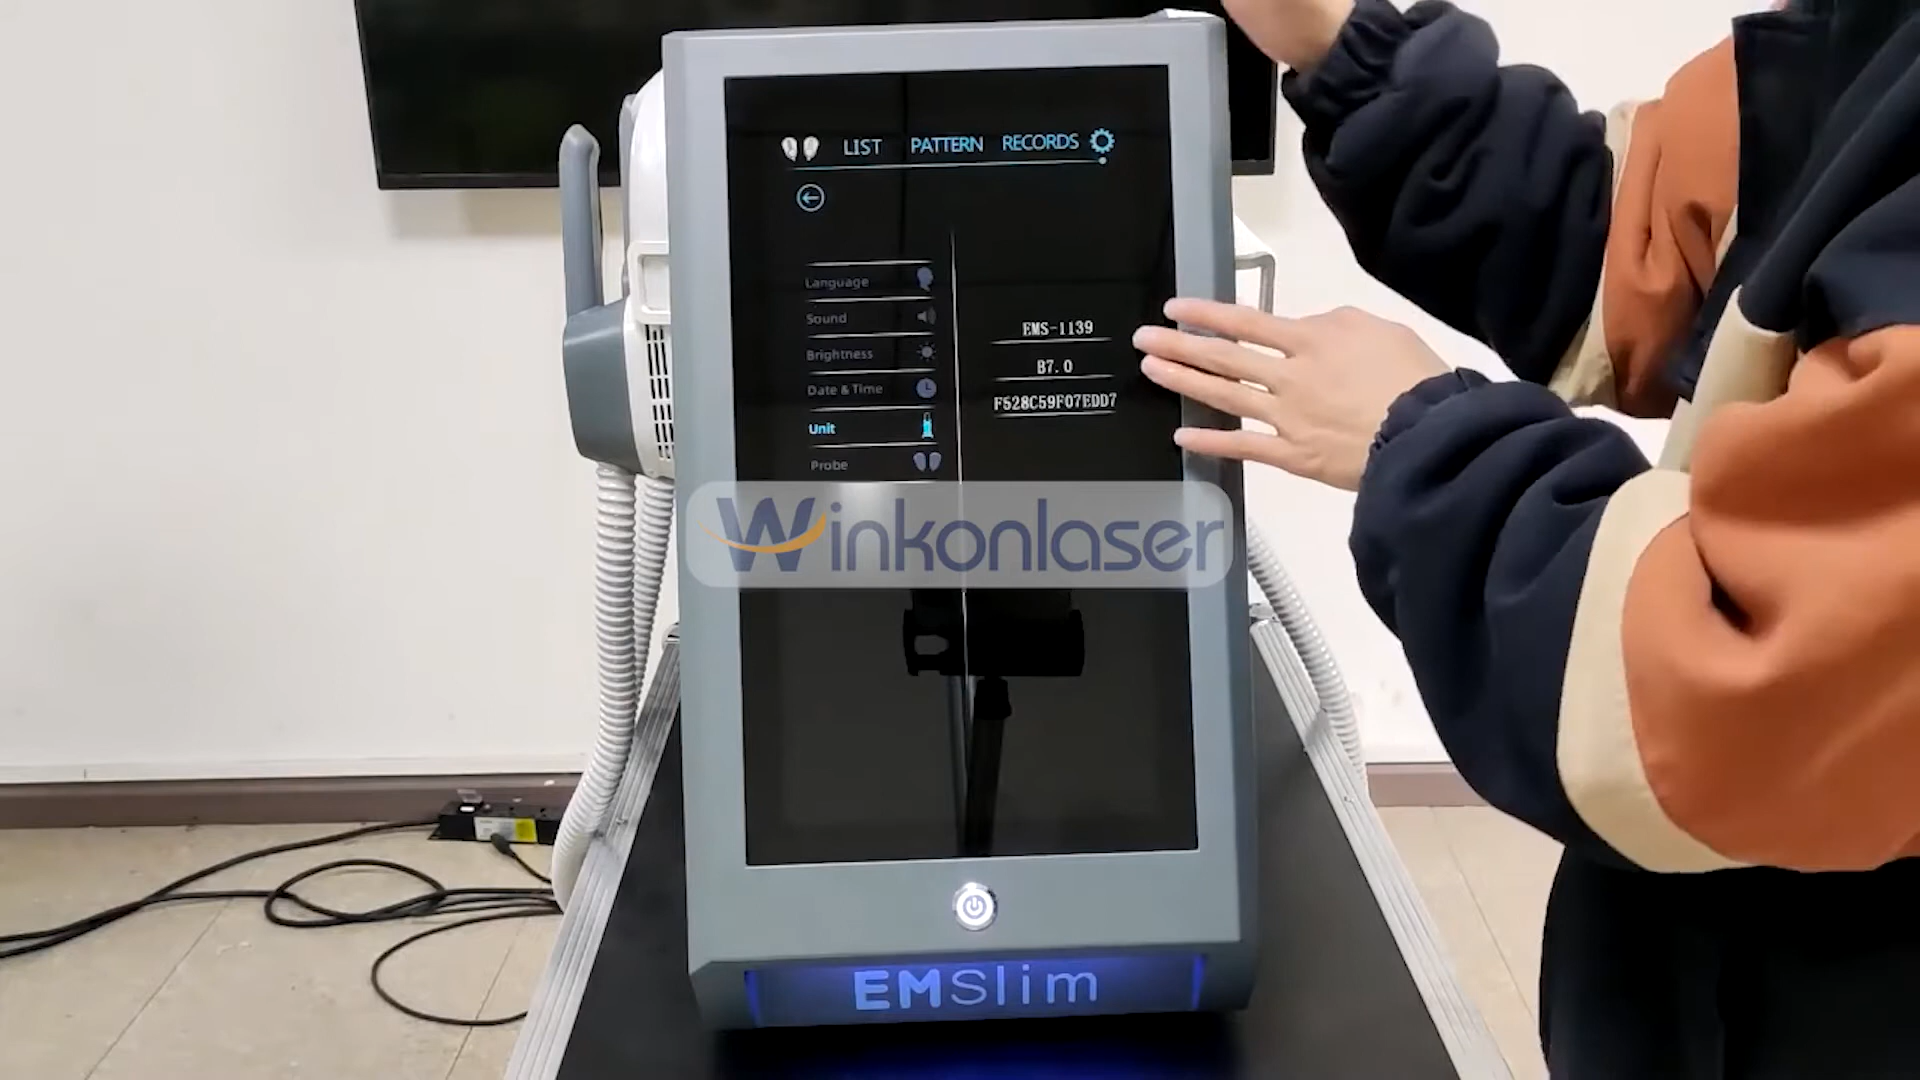 LIST PATTERN RECORDS
Language
Sound
Brightness
Date & Time
Unit
Probe
EMS-1139
B7.0
F528C59F07EDD7
Winkonlaser
EMSlim